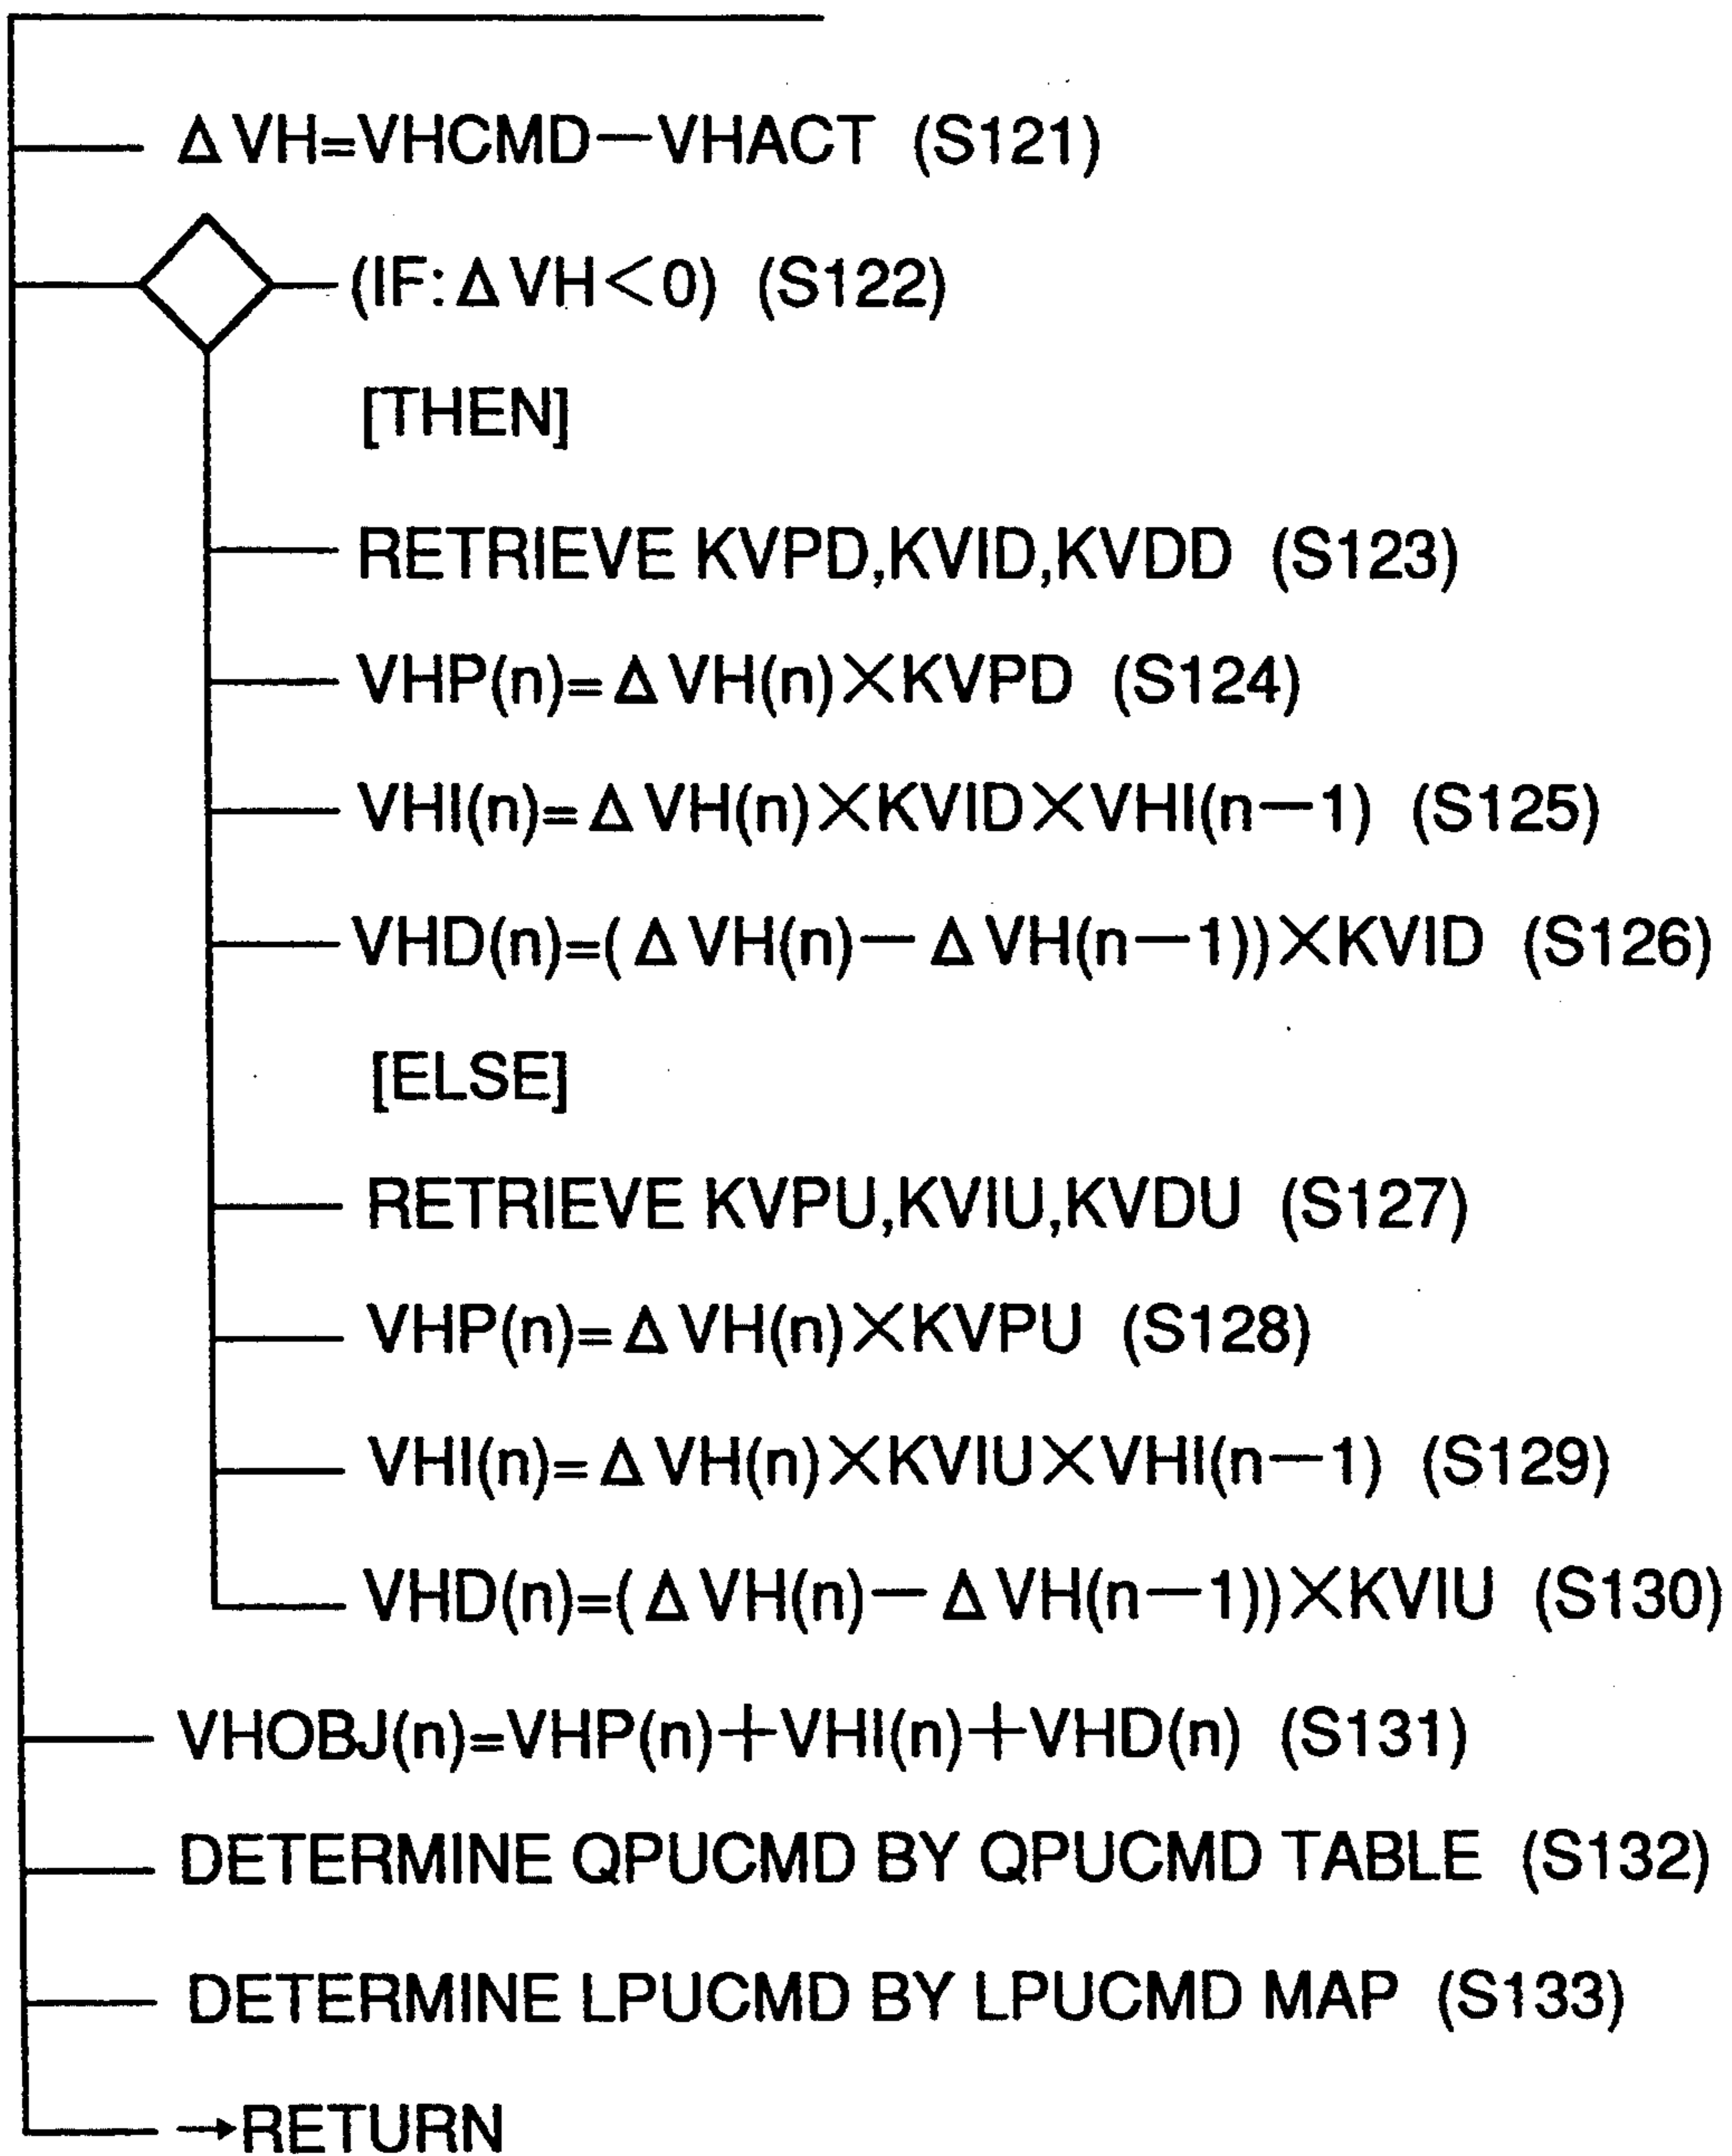 ΔVH=VHCMD—VHACT (S121)
(IF:ΔVH<0) (S122)
[THEN]
RETRIEVE KVPD,KVID,KVDD (S123)
VHP(n)=ΔVH(n)×KVPD (S124)
VHI(n)=ΔVH(n)×KVID×VHI(n—1) (S125)
VHD(n)=(ΔVH(n)—ΔVH(n—1))×KVID (S126)
[ELSE]
RETRIEVE KVPU,KVIU,KVDU (S127)
VHP(n)=ΔVH(n)×KVPU (S128)
VHI(n)=ΔVH(n)×KVIU×VHI(n—1) (S129)
VHD(n)=(ΔVH(n)—ΔVH(n—1))×KVIU (S130)
VHOBJ(n)=VHP(n)+VHI(n)+VHD(n) (S131)
DETERMINE QPUCMD BY QPUCMD TABLE (S132)
DETERMINE LPUCMD BY LPUCMD MAP (S133)
→RETURN